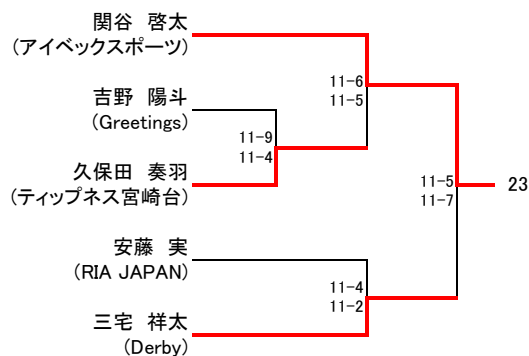 関谷 啓太
(アイベックスポーツ)
吉野 陽斗
(Greetings)
久保田 奏羽
(ティップネス宮崎台)
安藤 実
(RIA JAPAN)
三宅 祥太
(Derby)
11-9
11-4
11-6
11-5
11-4
11-2
11-5
11-7
23